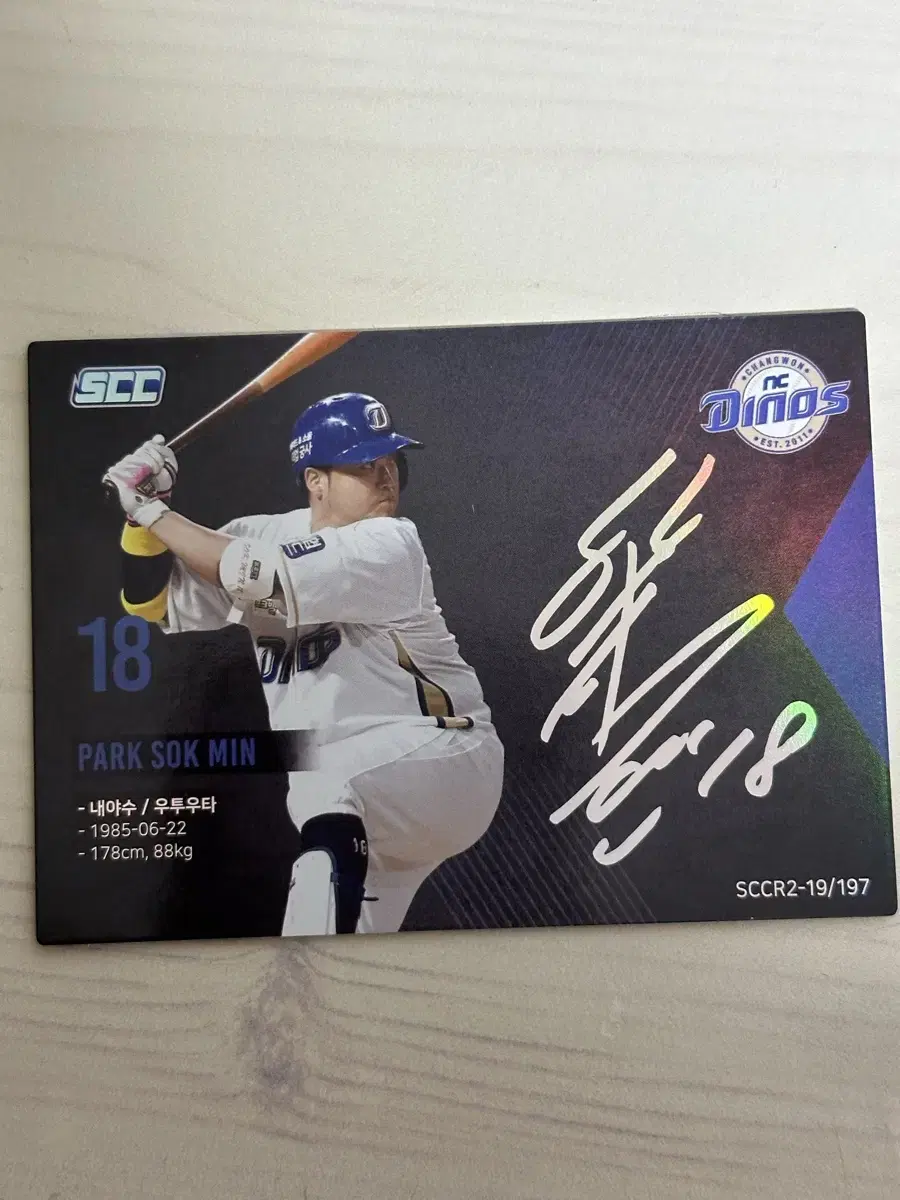 SCC
CHANGWON
NC
DINOS
EST. 2011
18
PARK SOK MIN
- 내야수 / 우투우타
- 1985-06-22
- 178cm, 88kg
18
SCCR2-19/197